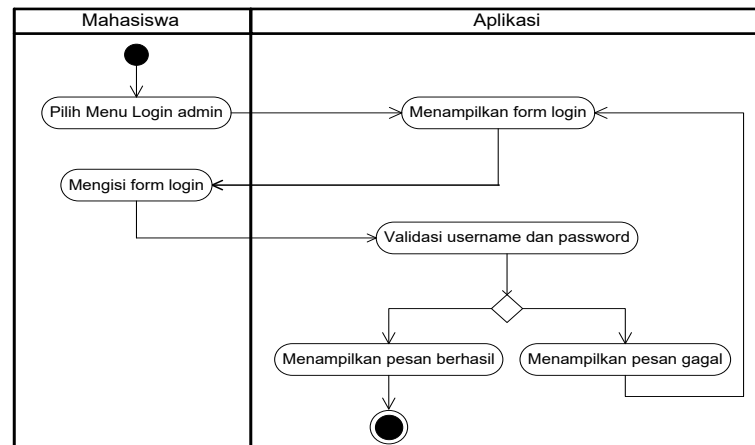 Mahasiswa
Aplikasi
Pilih Menu Login admin
Menampilkan form login
Mengisi form login
Validasi username dan password
Menampilkan pesan berhasil
Menampilkan pesan gagal